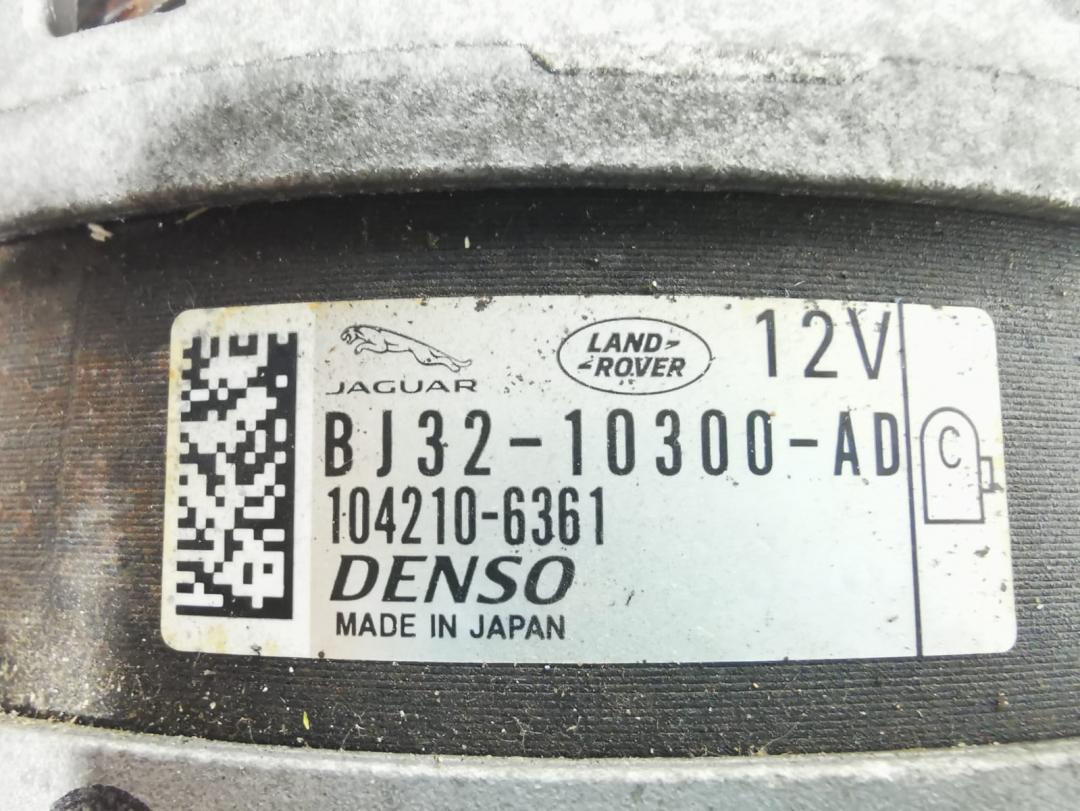 JAGUAR
LAND-
-ROVER
12V
BJ32-10300-AD
C
104210-6361
DENSO
MADE IN JAPAN